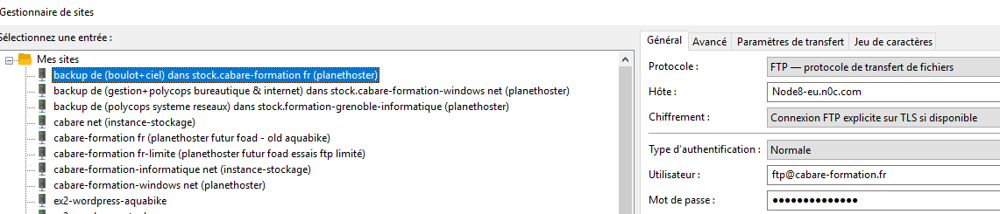 Gestionnaire de sites
Sélectionnez une entrée :
Mes sites
backup de (boulot+ciel) dans stock.cabare-formation fr (planethoster)
backup de (gestion+polycops bureautique & internet) dans stock.cabare-formation-windows net (planethoster)
backup de (polycops systeme reseaux) dans stock.formation-grenoble-informatique (planethoster)
cabare net (instance-stockage)
cabare-formation fr (planethoster futur foad - old aquabike)
cabare-formation fr-limite (planethoster futur foad essais ftp limité)
cabare-formation-informatique net (instance-stockage)
cabare-formation-windows net (planethoster)
ex2-wordpress-aquabike
Général Avancé Paramètres de transfert Jeu de caractères
Protocole : FTP — protocole de transfert de fichiers
Hôte : Node8-eu.n0c.com
Chiffrement : Connexion FTP explicite sur TLS si disponible
Type d'authentification : Normale
Utilisateur : ftp@cabare-formation.fr
Mot de passe : ●●●●●●●●●●●●●●